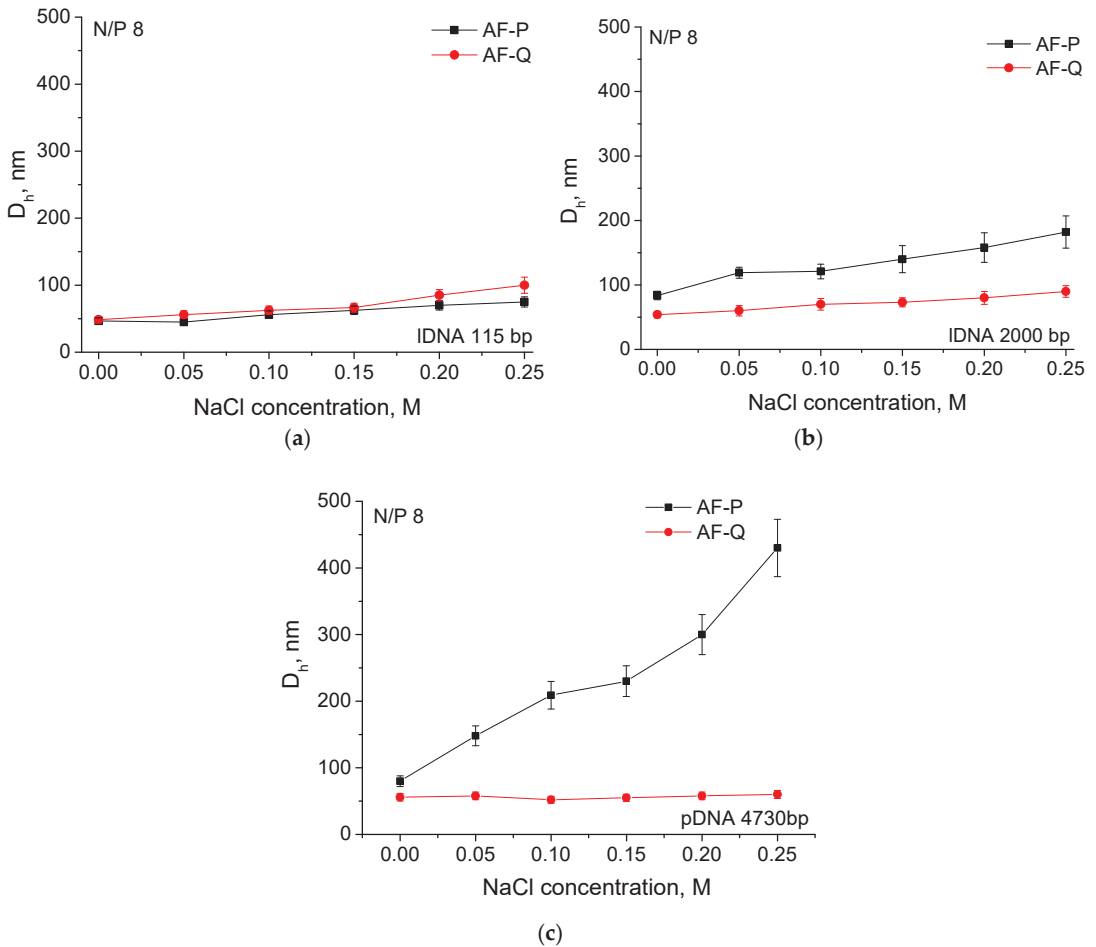 N/P 8
AF-P
AF-Q
500
400
300
200
100
0
D_h, nm
lDNA 115 bp
0.00 0.05 0.10 0.15 0.20 0.25
NaCl concentration, M
(a)
N/P 8
AF-P
AF-Q
500
400
300
200
100
0
D_h, nm
lDNA 2000 bp
0.00 0.05 0.10 0.15 0.20 0.25
NaCl concentration, M
(b)
N/P 8
AF-P
AF-Q
500
400
300
200
100
0
D_h, nm
pDNA 4730bp
0.00 0.05 0.10 0.15 0.20 0.25
NaCl concentration, M
(c)